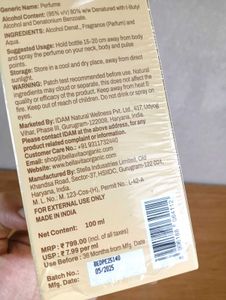 Generic Name: Perfume
Alcohol Content: (95% v/v) 80% w/w Denatured with t-Butyl
Alcohol and Denatonium Benzoate.
INGREDIENTS: Alcohol Denat., Fragrance (Parfum) and
Aqua.
Suggested Usage: Hold bottle 15-20 cm away from body
and spray the perfume on your neck, body and pulse
points.
Storage: Store in a cool and dry place, away from direct
sunlight.
WARNING: Patch test recommended before use. Natural
ingredients may cloud or separate, this does not affect the
quality or efficacy of the product. Keep away from heat &
fire. Keep out of reach of children. Do not drink or spray on
eyes.
Marketed By: IDAM Natural Wellness Pvt. Ltd., 417, Udyog
Vihar, Phase III, Gurugram-122008, Haryana, India.
Please contact IDAM at the above address, for any
product related complaint or information.
Customer Care No.: +91 9311732440
Email: support@bellavitaorganic.com
Website: www.bellavitaorganic.com
Manufactured By: Stella Industries Limited, Old
Khandsa Road, Sector-37, HSIIDC, Gurugram-122 004,
Haryana, India.
M. L. No.: M. 123-Cos-(H), Permit No.: L-42-A
FOR EXTERNAL USE ONLY
MADE IN INDIA
Net Content: 100 ml
MRP : ₹799.00 (incl. of all taxes)
USP : ₹7.99 per ml
Use Before : 36 Months from Mfg. Date
Batch No.: BEDPE25140
Mfg. Date: 05/2025